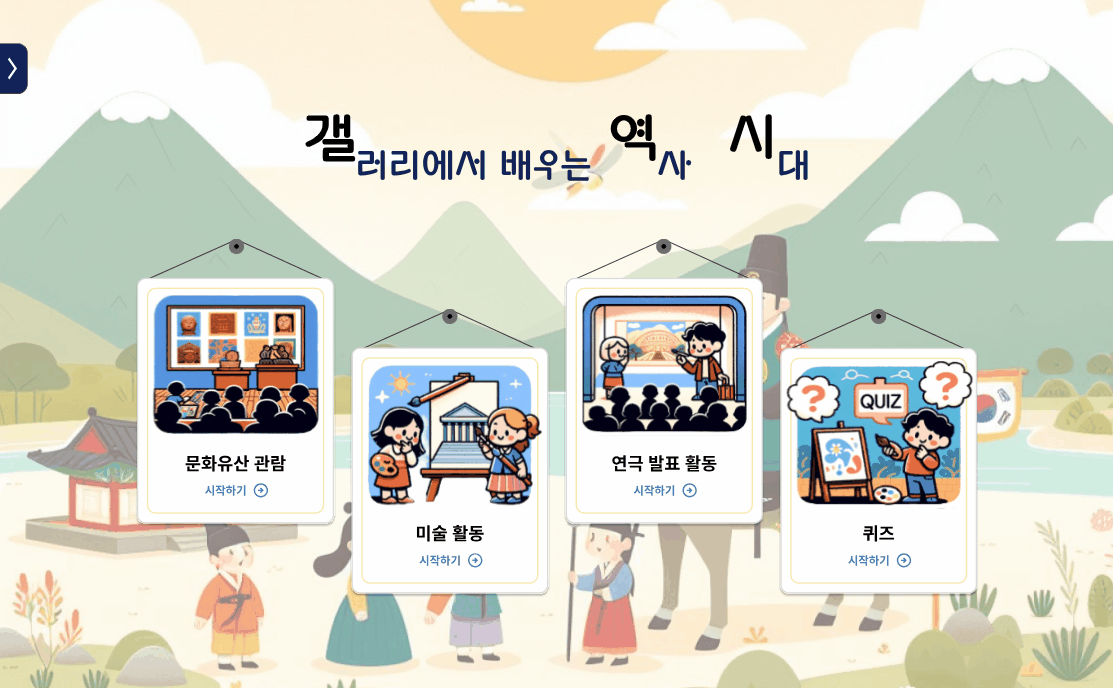 갤러리에서 배우는 역사 시대
문화유산 관람
시작하기
미술 활동
시작하기
연극 발표 활동
시작하기
QUIZ
퀴즈
시작하기